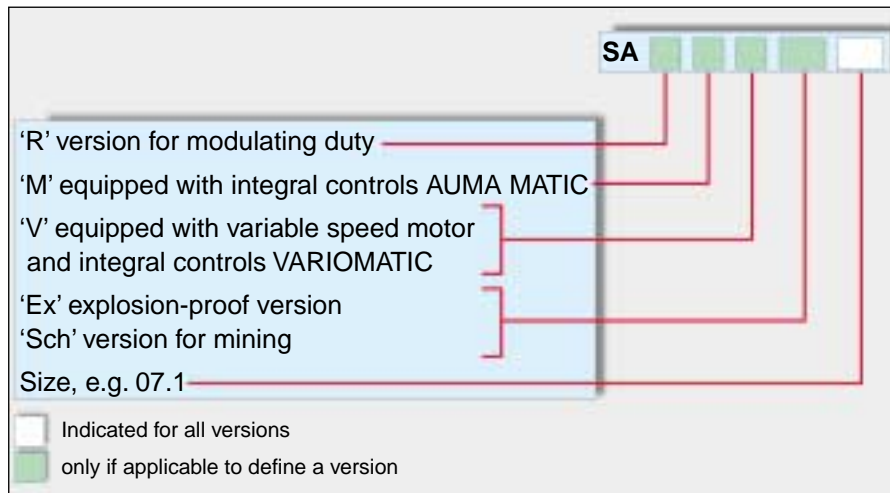 SA
‘R’ version for modulating duty
‘M’ equipped with integral controls AUMA MATIC
‘V’ equipped with variable speed motor
and integral controls VARIOMATIC
‘Ex’ explosion-proof version
‘Sch’ version for mining
Size, e.g. 07.1
Indicated for all versions
only if applicable to define a version